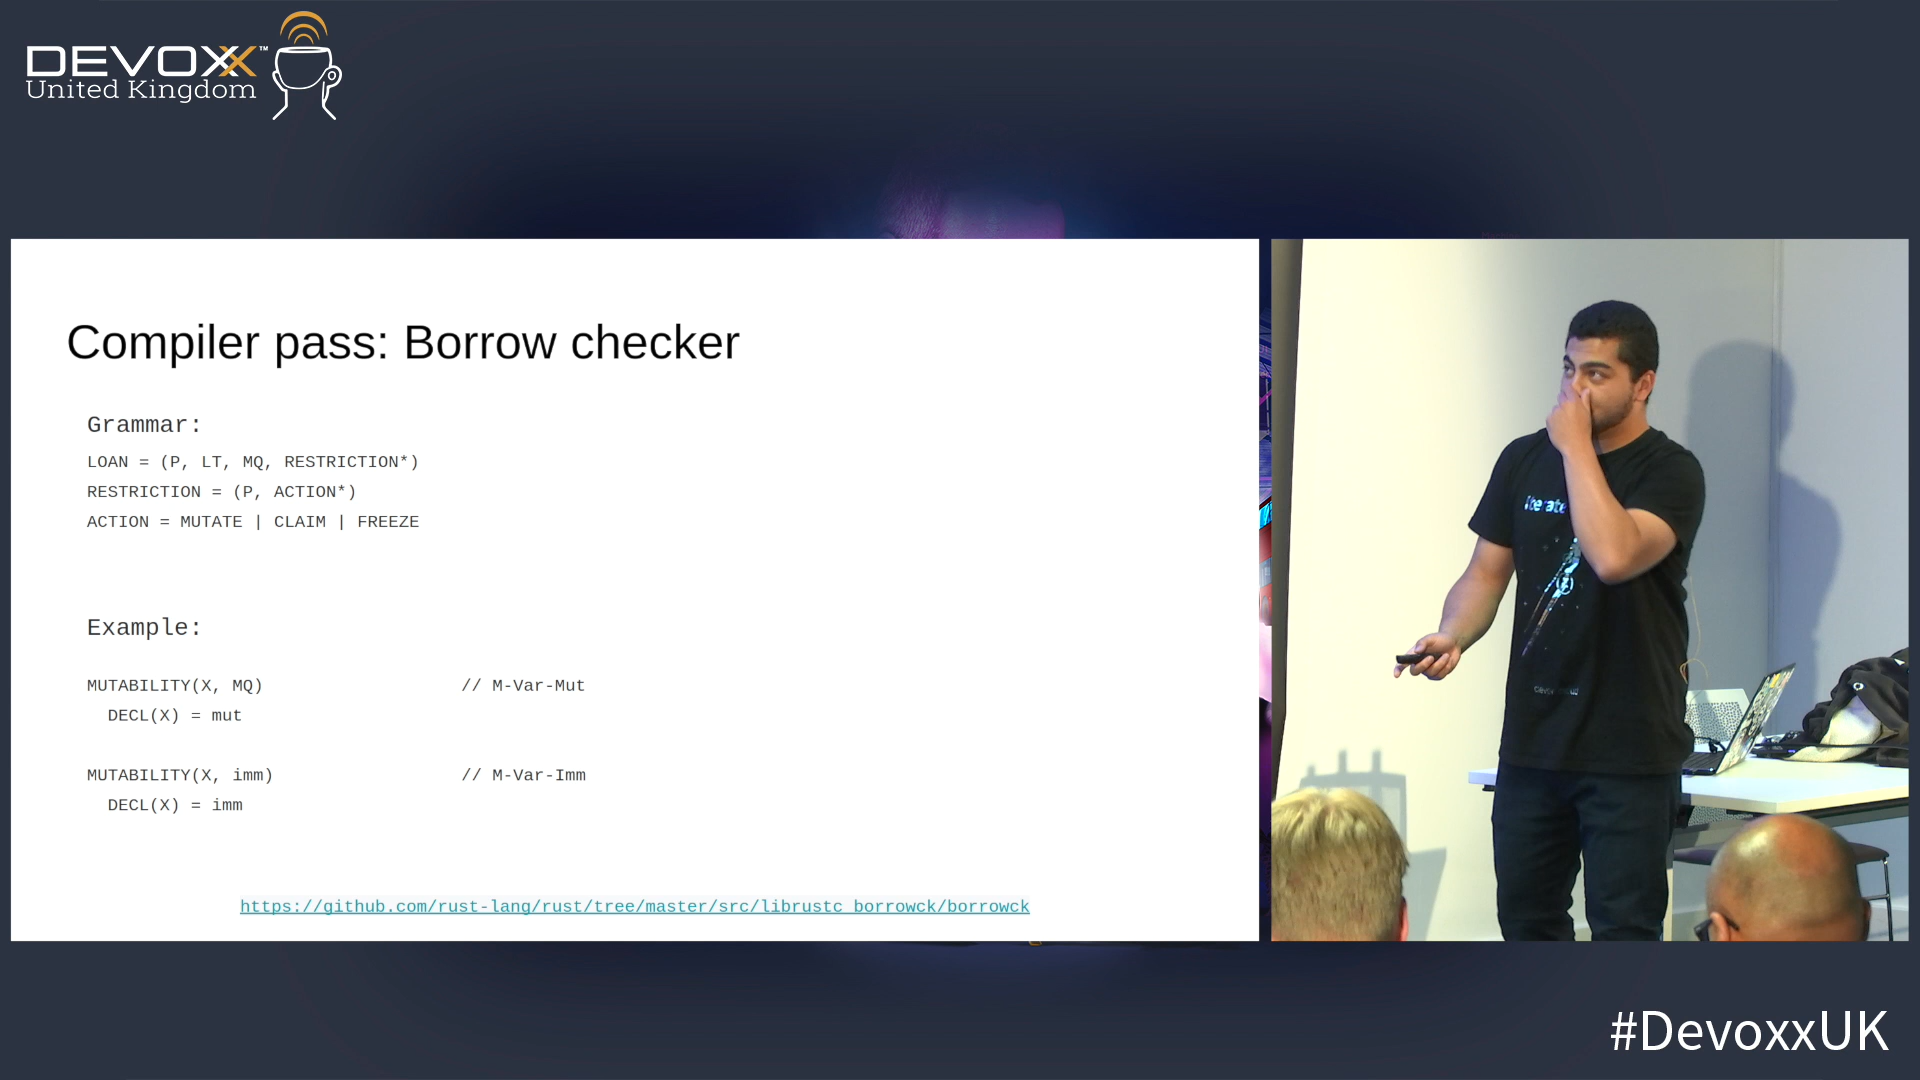 DEVOXX™
United Kingdom
Compiler pass: Borrow checker
Grammar:
LOAN = (P, LT, MQ, RESTRICTION*)
RESTRICTION = (P, ACTION*)
ACTION = MUTATE | CLAIM | FREEZE
Example:
MUTABILITY(X, MQ) // M-Var-Mut
DECL(X) = mut
MUTABILITY(X, imm) // M-Var-Imm
DECL(X) = imm
https://github.com/rust-lang/rust/tree/master/src/librustc_borrowck/borrowck
Iterate
#DevoxxUK